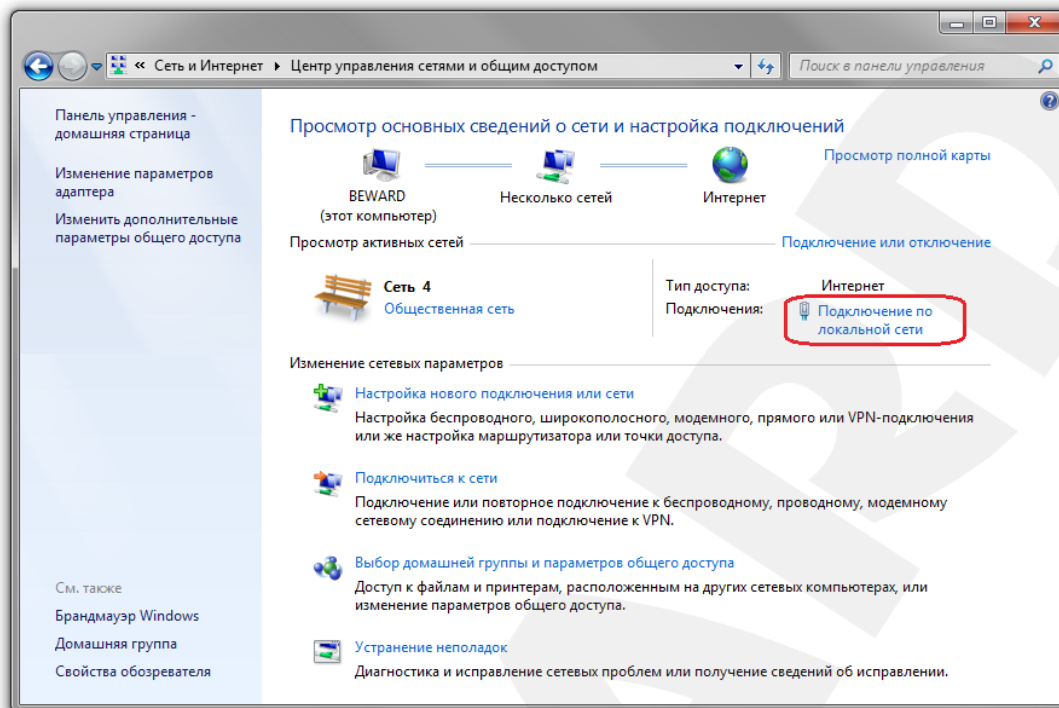 « Сеть и Интернет ▸ Центр управления сетями и общим доступом
Поиск в панели управления
Панель управления -
домашняя страница
Изменение параметров
адаптера
Изменить дополнительные
параметры общего доступа
См. также
Брандмауэр Windows
Домашняя группа
Свойства обозревателя
Просмотр основных сведений о сети и настройка подключений
Просмотр полной карты
BEWARD
(этот компьютер)
Несколько сетей
Интернет
Просмотр активных сетей
Подключение или отключение
Сеть 4
Общественная сеть
Тип доступа: Интернет
Подключения: Подключение по
локальной сети
Изменение сетевых параметров
Настройка нового подключения или сети
Настройка беспроводного, широкополосного, модемного, прямого или VPN-подключения
или же настройка маршрутизатора или точки доступа.
Подключиться к сети
Подключение или повторное подключение к беспроводному, проводному, модемному
сетевому соединению или подключение к VPN.
Выбор домашней группы и параметров общего доступа
Доступ к файлам и принтерам, расположенным на других сетевых компьютерах, или
изменение параметров общего доступа.
Устранение неполадок
Диагностика и исправление сетевых проблем или получение сведений об исправлении.